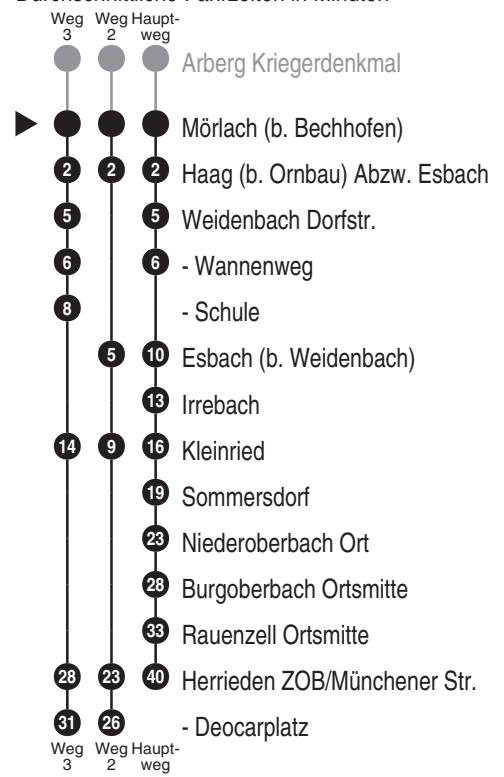 Durchschnittliche Fahrzeiten in Minuten
Weg 3 Weg 2 Haupt-weg
Arberg Kriegerdenkmal
Mörlach (b. Bechhofen)
2 2 2 Haag (b. Ornbau) Abzw. Esbach
5 5 Weidenbach Dorfstr.
6 6 - Wannenweg
8 - Schule
5 10 Esbach (b. Weidenbach)
13 Irrebach
14 9 16 Kleinried
19 Sommersdorf
23 Niederoberbach Ort
28 Burgoberbach Ortsmitte
33 Rauenzell Ortsmitte
28 23 40 Herrieden ZOB/Münchener Str.
31 26 - Deocarplatz
Weg 3 Weg 2 Haupt-weg